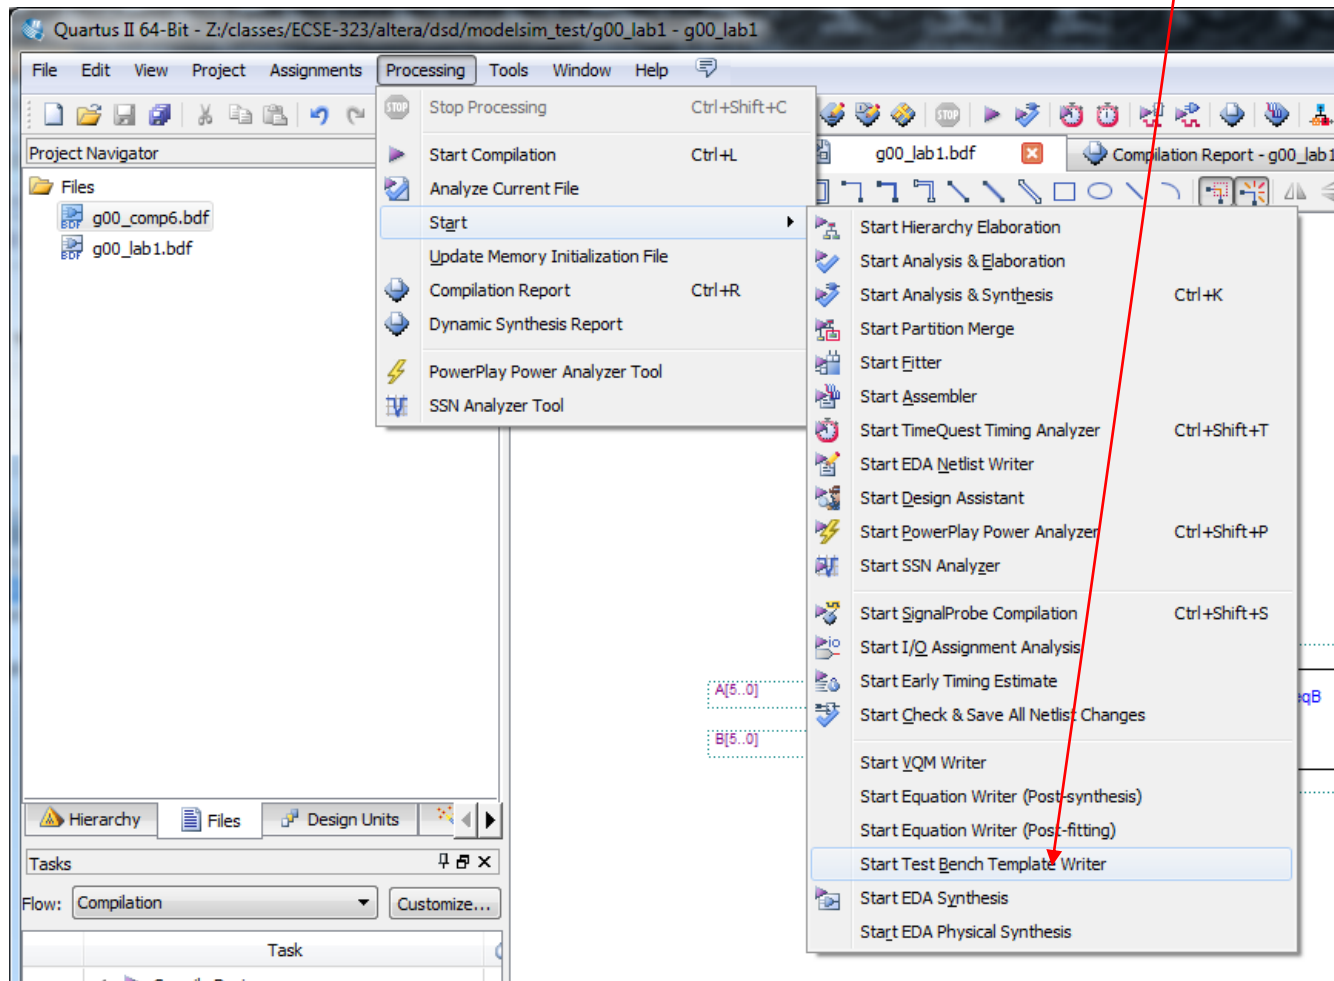 Quartus II 64-Bit - Z:/classes/ECSE-323/altera/dsd/modelsim_test/g00_lab1 - g00_lab1
File Edit View Project Assignments Processing Tools Window Help
Project Navigator
Files
g00_comp6.bdf
g00_lab1.bdf
STOP Stop Processing Ctrl+Shift+C
Start Compilation Ctrl+L
Analyze Current File
Start
Update Memory Initialization File
Compilation Report Ctrl+R
Dynamic Synthesis Report
PowerPlay Power Analyzer Tool
SSN Analyzer Tool
STOP
g00_lab1.bdf Compilation Report - g00_lab1
Start Hierarchy Elaboration
Start Analysis & Elaboration
Start Analysis & Synthesis Ctrl+K
Start Partition Merge
Start Fitter
Start Assembler
Start TimeQuest Timing Analyzer Ctrl+Shift+T
Start EDA Netlist Writer
Start Design Assistant
Start PowerPlay Power Analyzer Ctrl+Shift+P
Start SSN Analyzer
Start SignalProbe Compilation Ctrl+Shift+S
Start I/O Assignment Analysis
Start Early Timing Estimate
Start Check & Save All Netlist Changes
Start VQM Writer
Start Equation Writer (Post-synthesis)
Start Equation Writer (Post-fitting)
Start Test Bench Template Writer
Start EDA Synthesis
Start EDA Physical Synthesis
A[5..0]
B[5..0]
eqB
Hierarchy Files Design Units
Tasks
Flow: Compilation Customize...
Task